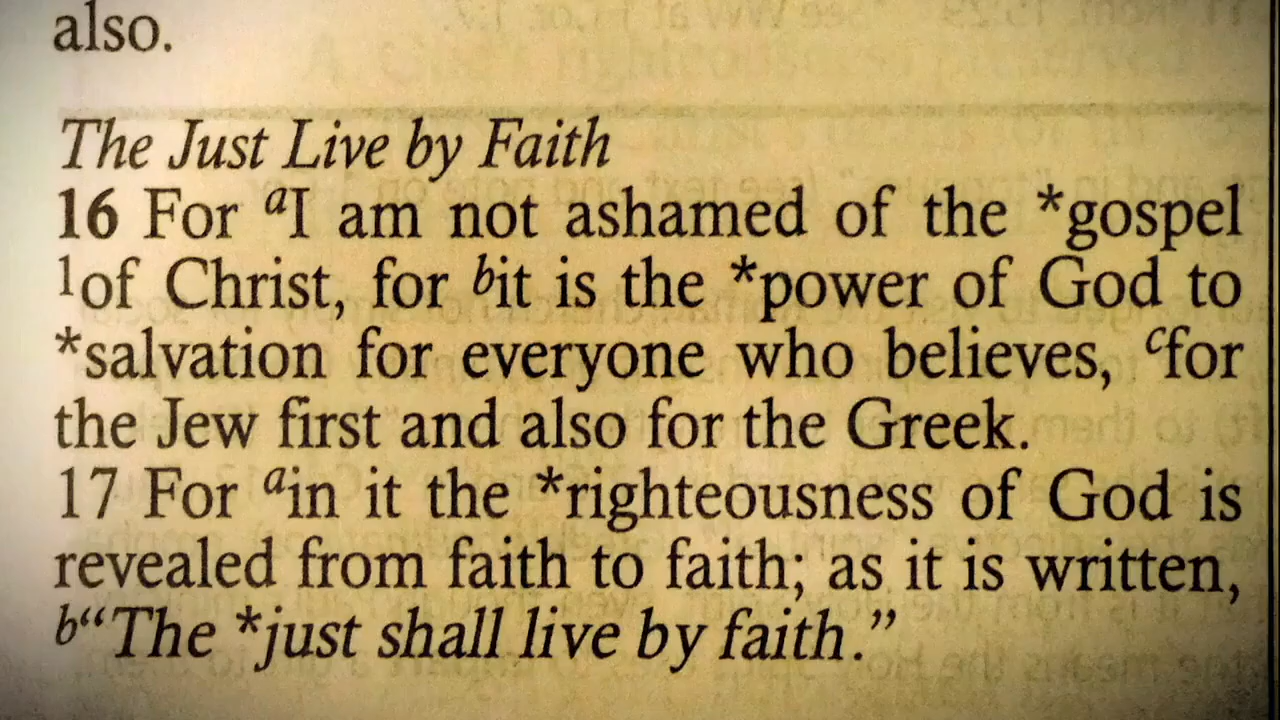 also.
The Just Live by Faith
16 For aI am not ashamed of the *gospel
1of Christ, for bit is the *power of God to
*salvation for everyone who believes, cfor
the Jew first and also for the Greek.
17 For ain it the *righteousness of God is
revealed from faith to faith; as it is written,
b“The *just shall live by faith.”